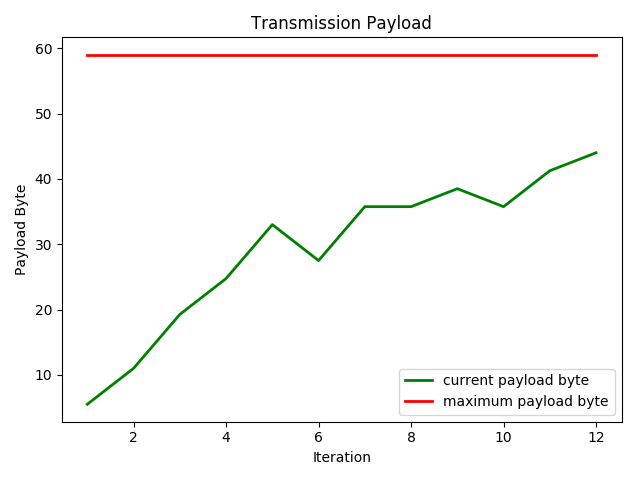 Transmission Payload
60
50
40
30
20
10
Payload Byte
current payload byte
maximum payload byte
2 4 6 8 10 12
Iteration